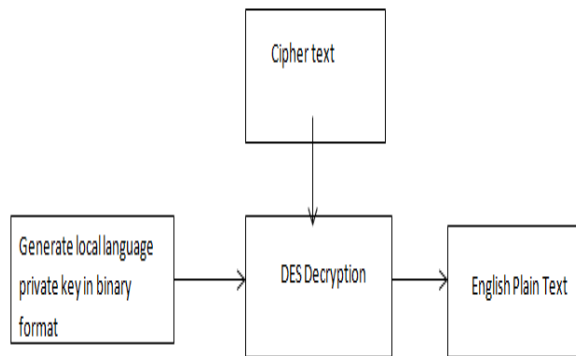 Cipher text
Generate local language
private key in binary
format
DES Decryption
English Plain Text